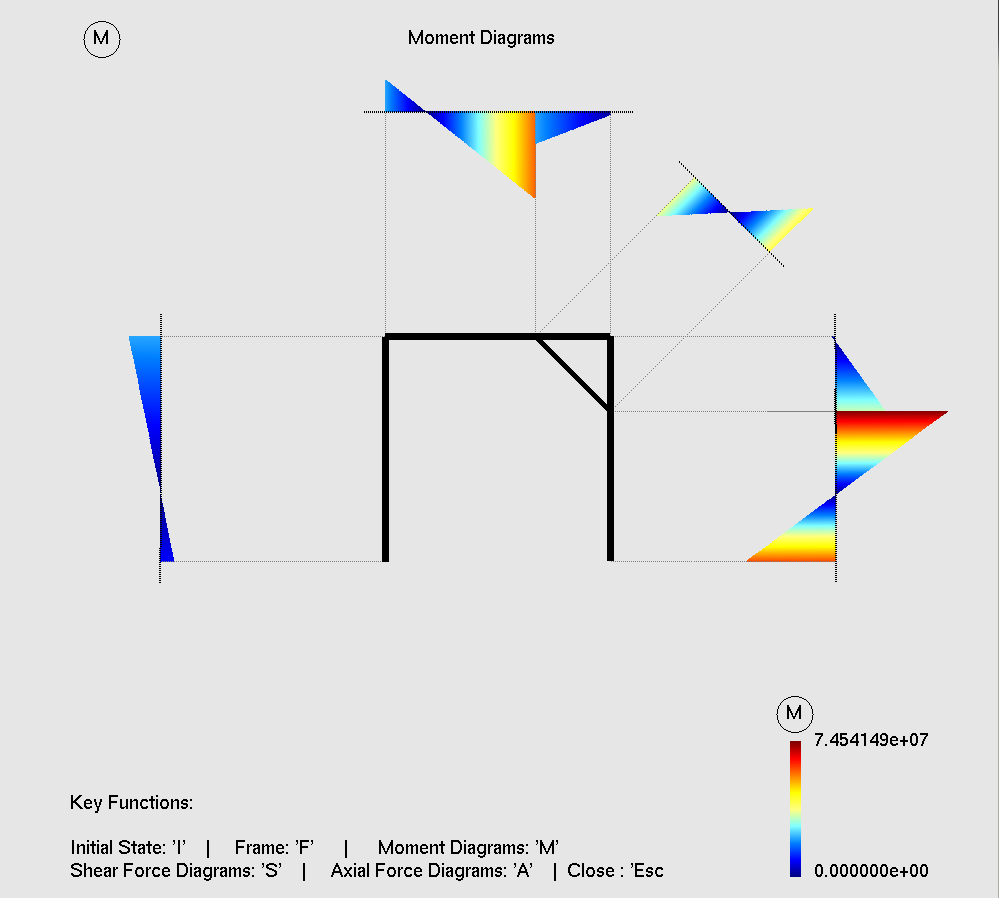 M
Moment Diagrams
M
7.454149e+07
0.000000e+00
Key Functions:
Initial State: 'I' | Frame: 'F' | Moment Diagrams: 'M'
Shear Force Diagrams: 'S' | Axial Force Diagrams: 'A' | Close : 'Esc